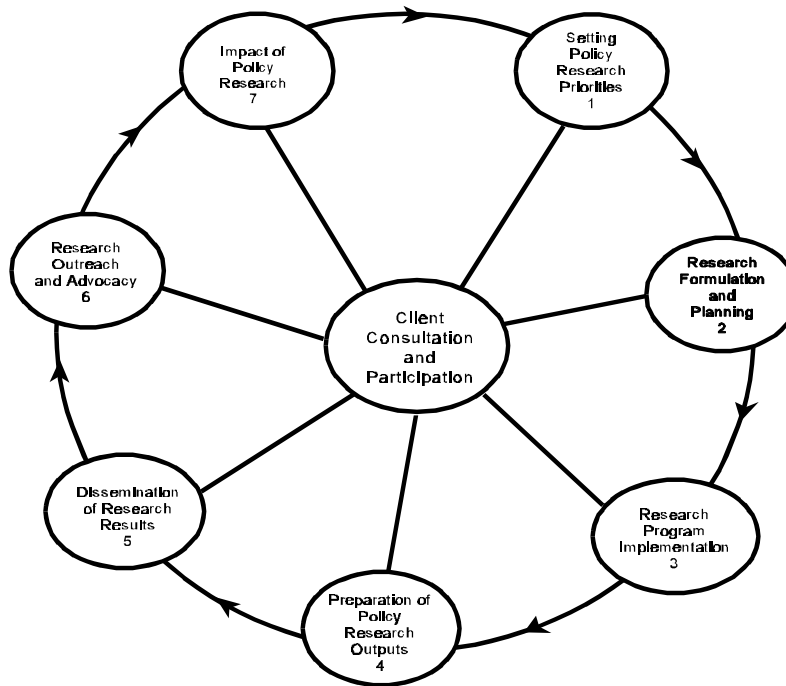 Setting
Policy
Research
Priorities
1
Research
Formulation
and
Planning
2
Research
Program
Implementation
3
Preparation of
Policy
Research
Outputs
4
Dissemination
of Research
Results
5
Research
Outreach
and Advocacy
6
Impact of
Policy
Research
7
Client
Consultation
and
Participation